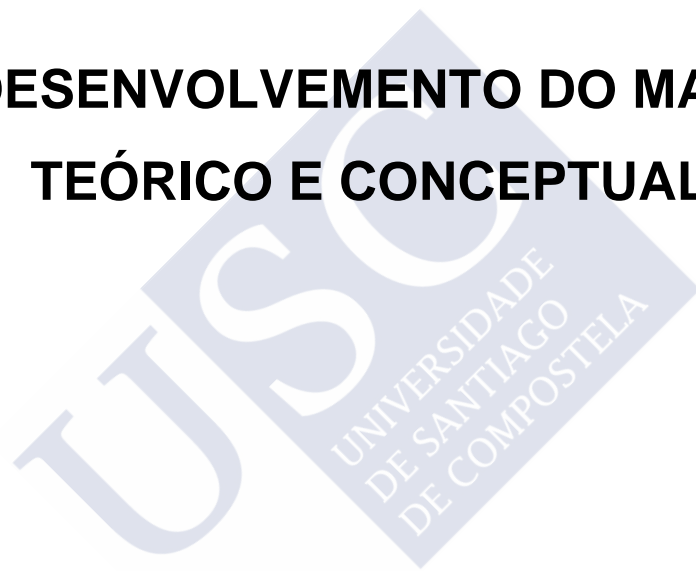 DESENVOLVEMENTO DO MA
TEÓRICO E CONCEPTUAL
USC
UNIVERSIDADE
DE SANTIAGO
DE COMPOSTELA